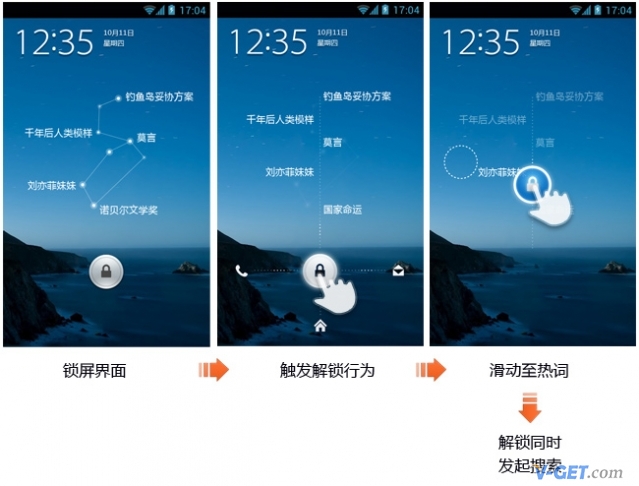 17:04
12:35
10月11日
星期四
钓鱼岛妥协方案
千年后人类模样
莫言
刘亦菲妹妹
诺贝尔文学奖
锁屏界面
17:04
12:35
10月11日
星期四
钓鱼岛妥协方案
千年后人类模样
莫言
刘亦菲妹妹
国家命运
触发解锁行为
17:04
12:35
10月11日
星期四
钓鱼岛妥协方案
千年后人类模样
莫言
刘亦菲妹妹
滑动至热词
解锁同时
发起搜索
V-GET.com